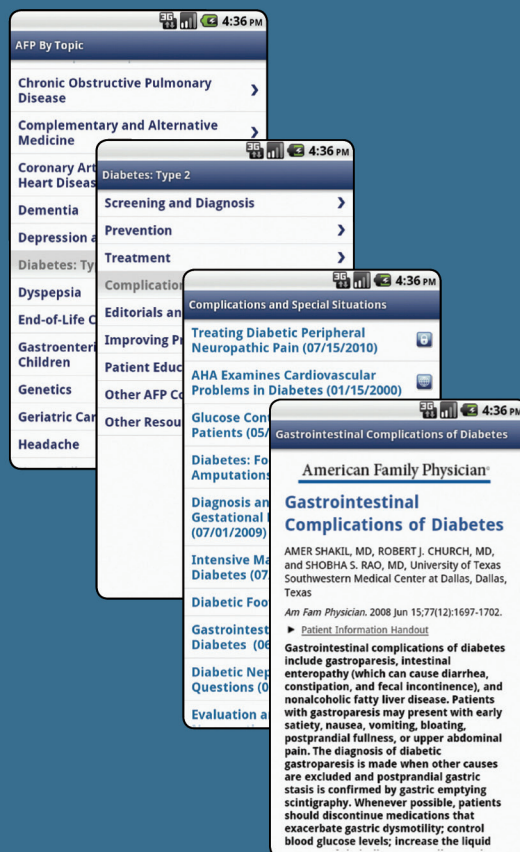 3G 4:36 PM
AFP By Topic
Chronic Obstructive Pulmonary
Disease
Complementary and Alternative
Medicine
Coronary Art
Heart Diseas
Dementia
Depression a
Diabetes: Ty
Dyspepsia
End-of-Life C
Gastroenteri
Children
Genetics
Geriatric Car
Headache
3G 4:36 PM
Diabetes: Type 2
Screening and Diagnosis
Prevention
Treatment
Complication
Editorials an
Improving P
Patient Educ
Other AFP Co
Other Resou
3G 4:36 PM
Complications and Special Situations
Treating Diabetic Peripheral
Neuropathic Pain (07/15/2010)
AHA Examines Cardiovascular
Problems in Diabetes (01/15/2000)
Glucose Cont
Patients (05/
Diabetes: Fo
Amputations
Diagnosis an
Gestational
(07/01/2009)
Intensive Ma
Diabetes (07
Diabetic Foo
Gastrointest
Diabetes (06
Diabetic Nep
Questions (0
Evaluation a
3G 4:36 PM
Gastrointestinal Complications of Diabetes
American Family Physician®
Gastrointestinal
Complications of Diabetes
AMER SHAKIL, MD, ROBERT J. CHURCH, MD,
and SHOBHA S. RAO, MD, University of Texas
Southwestern Medical Center at Dallas, Dallas,
Texas
Am Fam Physician. 2008 Jun 15;77(12):1697-1702.
► Patient Information Handout
Gastrointestinal complications of diabetes
include gastroparesis, intestinal
enteropathy (which can cause diarrhea,
constipation, and fecal incontinence), and
nonalcoholic fatty liver disease. Patients
with gastroparesis may present with early
satiety, nausea, vomiting, bloating,
postprandial fullness, or upper abdominal
pain. The diagnosis of diabetic
gastroparesis is made when other causes
are excluded and postprandial gastric
stasis is confirmed by gastric emptying
scintigraphy. Whenever possible, patients
should discontinue medications that
exacerbate gastric dysmotility; control
blood glucose levels; increase the liquid